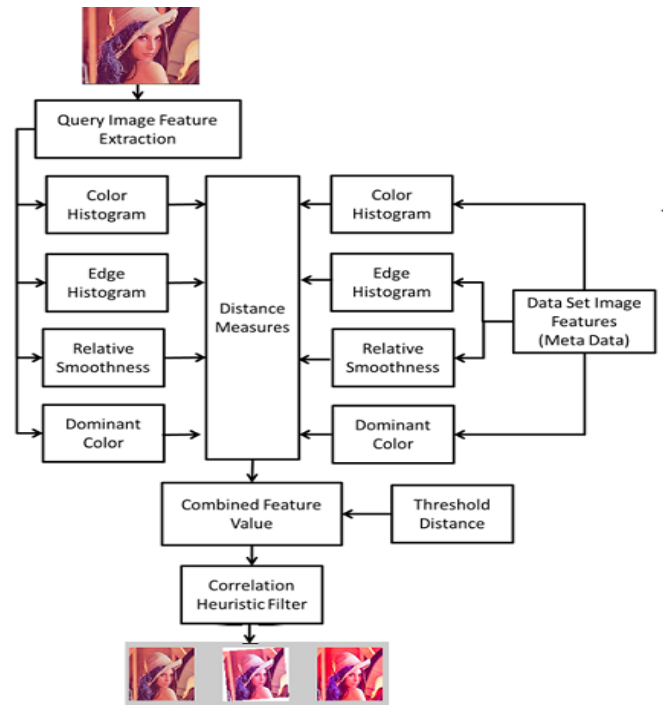 Query Image Feature
Extraction
Color
Histogram
Edge
Histogram
Relative
Smoothness
Dominant
Color
Distance
Measures
Color
Histogram
Edge
Histogram
Relative
Smoothness
Dominant
Color
Data Set Image
Features
(Meta Data)
Combined Feature
Value
Threshold
Distance
Correlation
Heuristic Filter